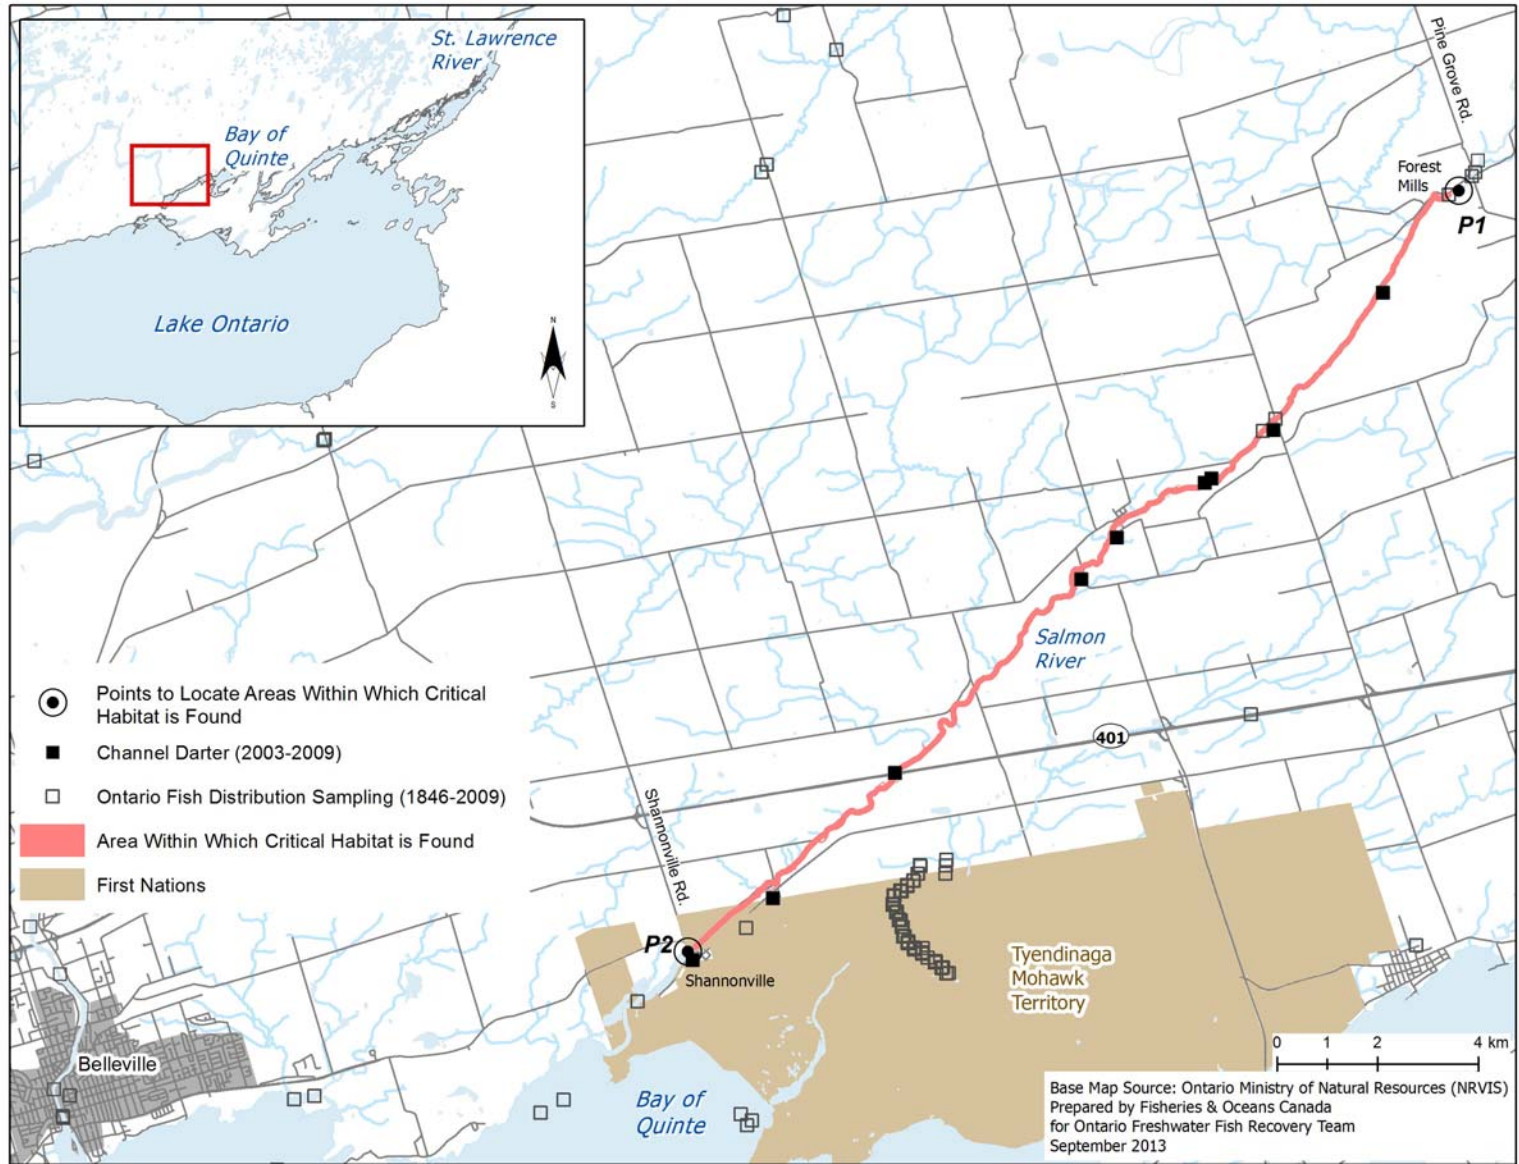 St. Lawrence
River
Bay of
Quinte
Lake Ontario
N
S
Pine Grove Rd.
Forest
Mills
P1
Salmon
River
401
Points to Locate Areas Within Which Critical
Habitat is Found
Channel Darter (2003-2009)
Ontario Fish Distribution Sampling (1846-2009)
Area Within Which Critical Habitat is Found
First Nations
Shannonville Rd.
P2
Shannonville
Tyendinaga
Mohawk
Territory
Belleville
Bay of
Quinte
0 1 2 4 km
Base Map Source: Ontario Ministry of Natural Resources (NRVIS)
Prepared by Fisheries & Oceans Canada
for Ontario Freshwater Fish Recovery Team
September 2013